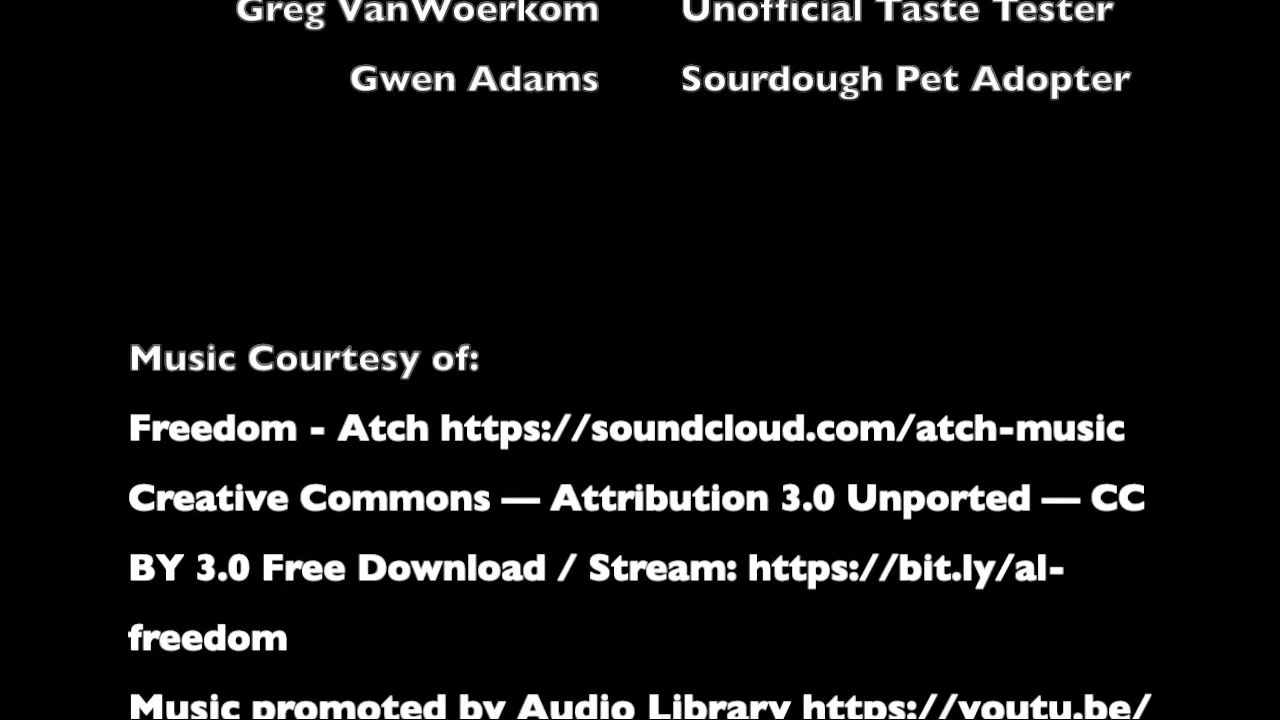 Greg VanWoerkom Unofficial Taste Tester
Gwen Adams Sourdough Pet Adopter
Music Courtesy of:
Freedom - Atch https://soundcloud.com/atch-music
Creative Commons — Attribution 3.0 Unported — CC
BY 3.0 Free Download / Stream: https://bit.ly/al-
freedom
Music promoted by Audio Library https://youtu.be/